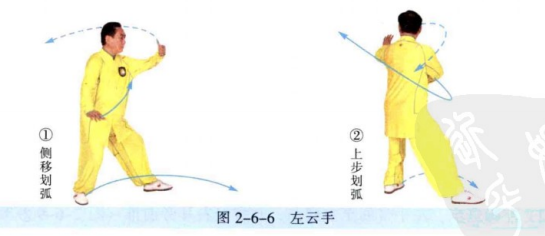 ① 侧移划弧
② 上步划弧
图 2-6-6 左云手